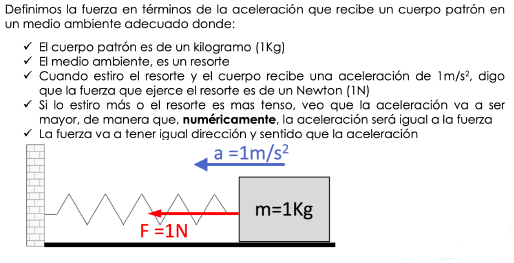 Definimos la fuerza en términos de la aceleración que recibe un cuerpo patrón en
un medio ambiente adecuado donde:
✓ El cuerpo patrón es de un kilogramo (1Kg)
✓ El medio ambiente, es un resorte
✓ Cuando estiro el resorte y el cuerpo recibe una aceleración de 1m/s², digo
que la fuerza que ejerce el resorte es de un Newton (1N)
✓ Si lo estiro más o el resorte es mas tenso, veo que la aceleración va a ser
mayor, de manera que, numéricamente, la aceleración será igual a la fuerza
✓ La fuerza va a tener igual dirección y sentido que la aceleración
a =1m/s²
m=1Kg
F =1N